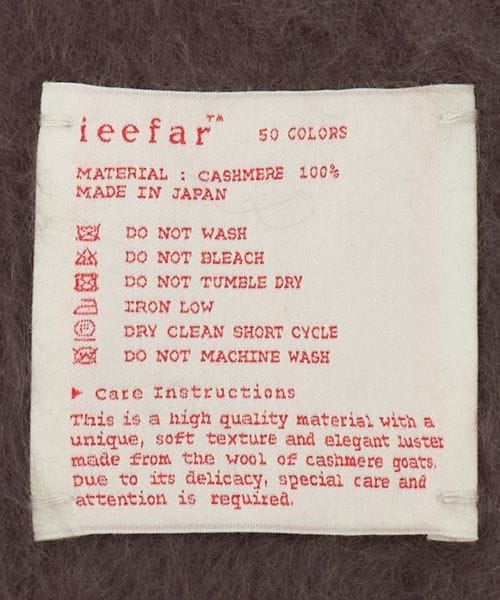 ieefar™ 50 COLORS
MATERIAL : CASHMERE 100%
MADE IN JAPAN
DO NOT WASH
DO NOT BLEACH
DO NOT TUMBLE DRY
IRON LOW
DRY CLEAN SHORT CYCLE
DO NOT MACHINE WASH
▶ Care Instructions
This is a high quality material with a
unique, soft texture and elegant luster
made from the wool of cashmere goats.
Due to its delicacy, special care and
attention is required.